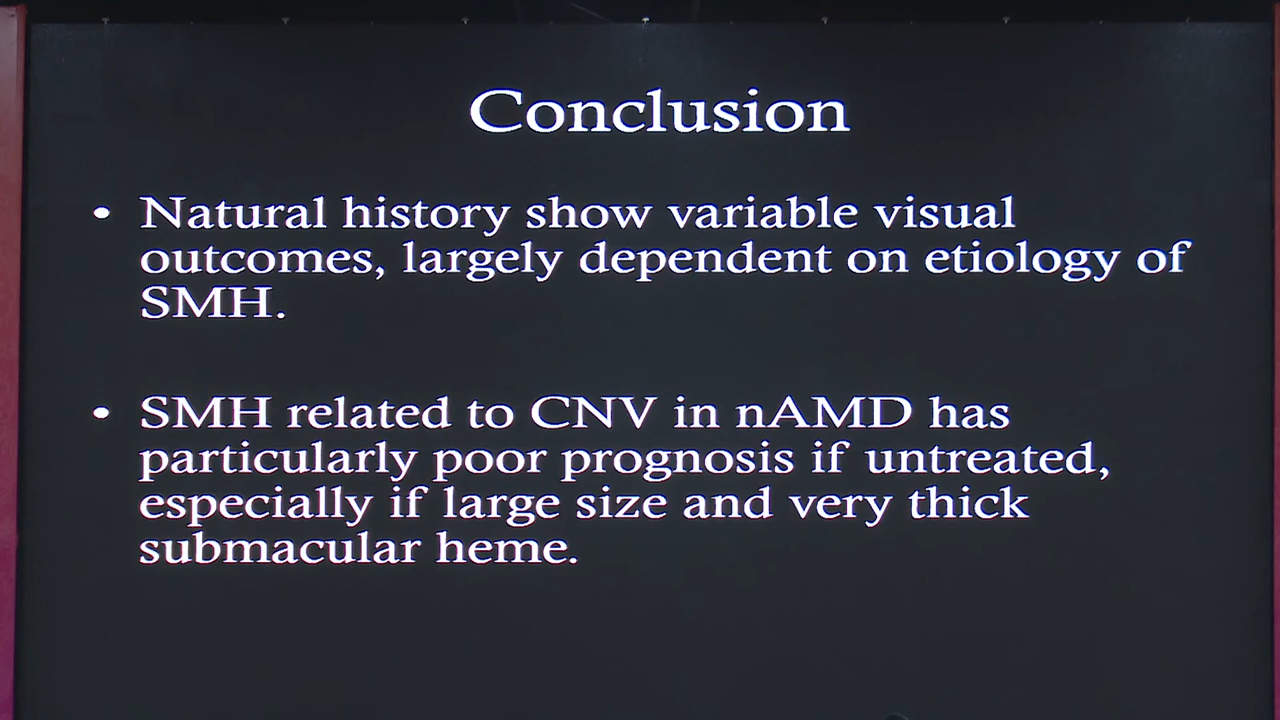 Conclusion
• Natural history show variable visual
outcomes, largely dependent on etiology of
SMH.
• SMH related to CNV in nAMD has
particularly poor prognosis if untreated,
especially if large size and very thick
submacular heme.